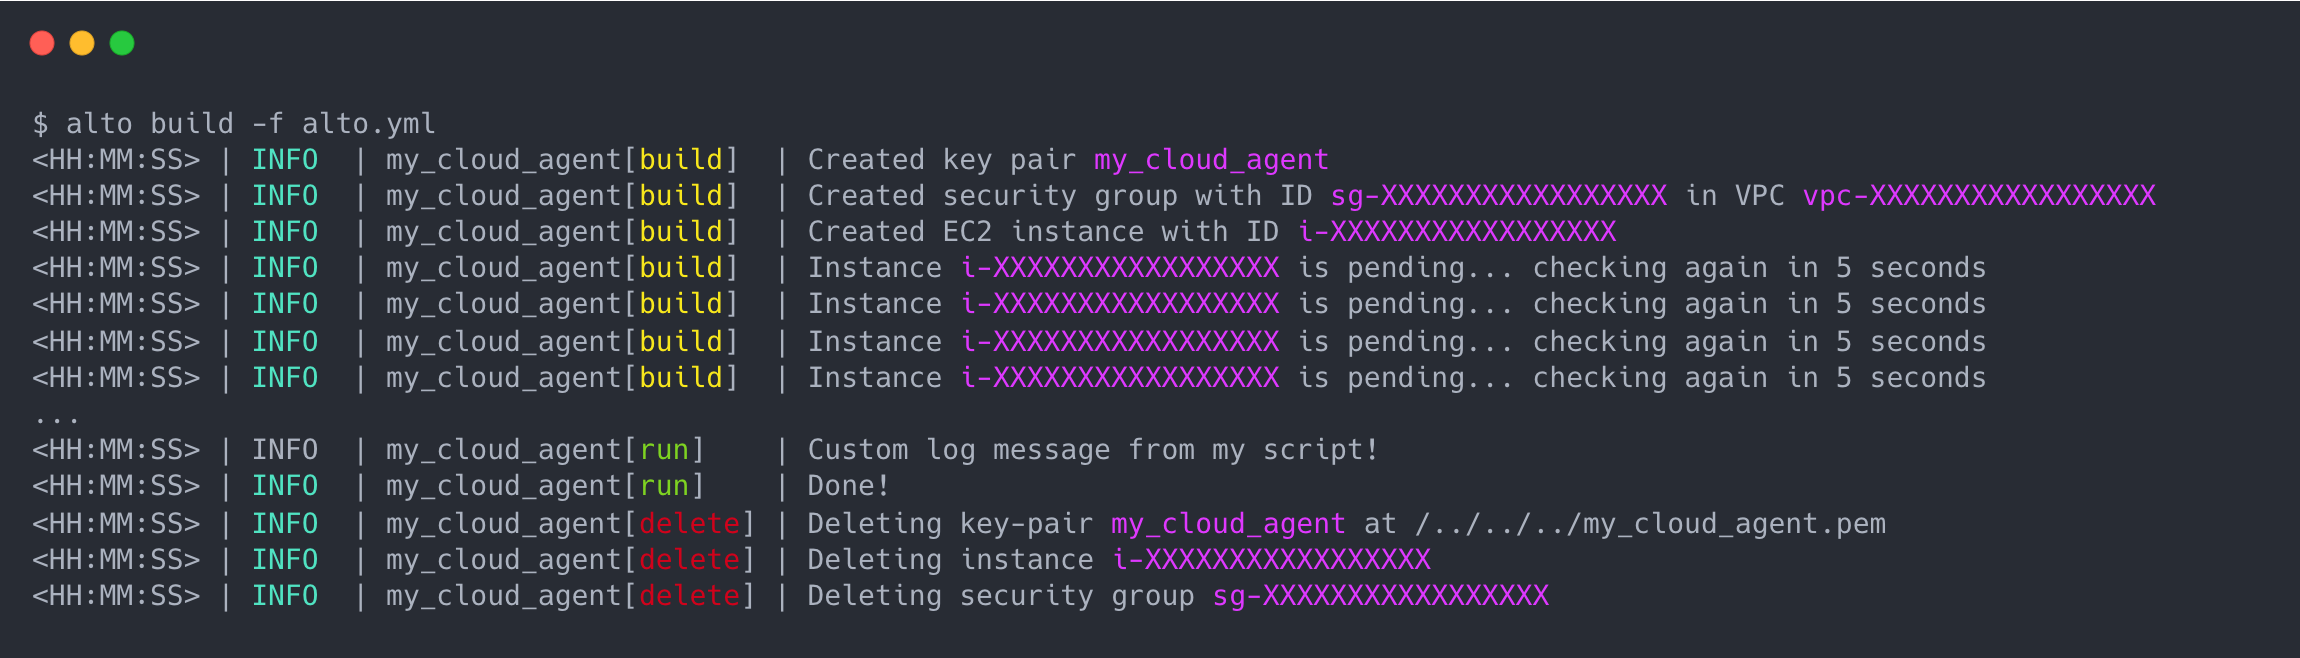 $ alto build -f alto.yml
<HH:MM:SS> | INFO  | my_cloud_agent[build]  | Created key pair my_cloud_agent
<HH:MM:SS> | INFO  | my_cloud_agent[build]  | Created security group with ID sg-XXXXXXXXXXXXXXXXX in VPC vpc-XXXXXXXXXXXXXXXXX
<HH:MM:SS> | INFO  | my_cloud_agent[build]  | Created EC2 instance with ID i-XXXXXXXXXXXXXXXXX
<HH:MM:SS> | INFO  | my_cloud_agent[build]  | Instance i-XXXXXXXXXXXXXXXXX is pending... checking again in 5 seconds
<HH:MM:SS> | INFO  | my_cloud_agent[build]  | Instance i-XXXXXXXXXXXXXXXXX is pending... checking again in 5 seconds
<HH:MM:SS> | INFO  | my_cloud_agent[build]  | Instance i-XXXXXXXXXXXXXXXXX is pending... checking again in 5 seconds
<HH:MM:SS> | INFO  | my_cloud_agent[build]  | Instance i-XXXXXXXXXXXXXXXXX is pending... checking again in 5 seconds
...
<HH:MM:SS> | INFO  | my_cloud_agent[run]    | Custom log message from my script!
<HH:MM:SS> | INFO  | my_cloud_agent[run]    | Done!
<HH:MM:SS> | INFO  | my_cloud_agent[delete] | Deleting key-pair my_cloud_agent at /../../../my_cloud_agent.pem
<HH:MM:SS> | INFO  | my_cloud_agent[delete] | Deleting instance i-XXXXXXXXXXXXXXXXX
<HH:MM:SS> | INFO  | my_cloud_agent[delete] | Deleting security group sg-XXXXXXXXXXXXXXXXX